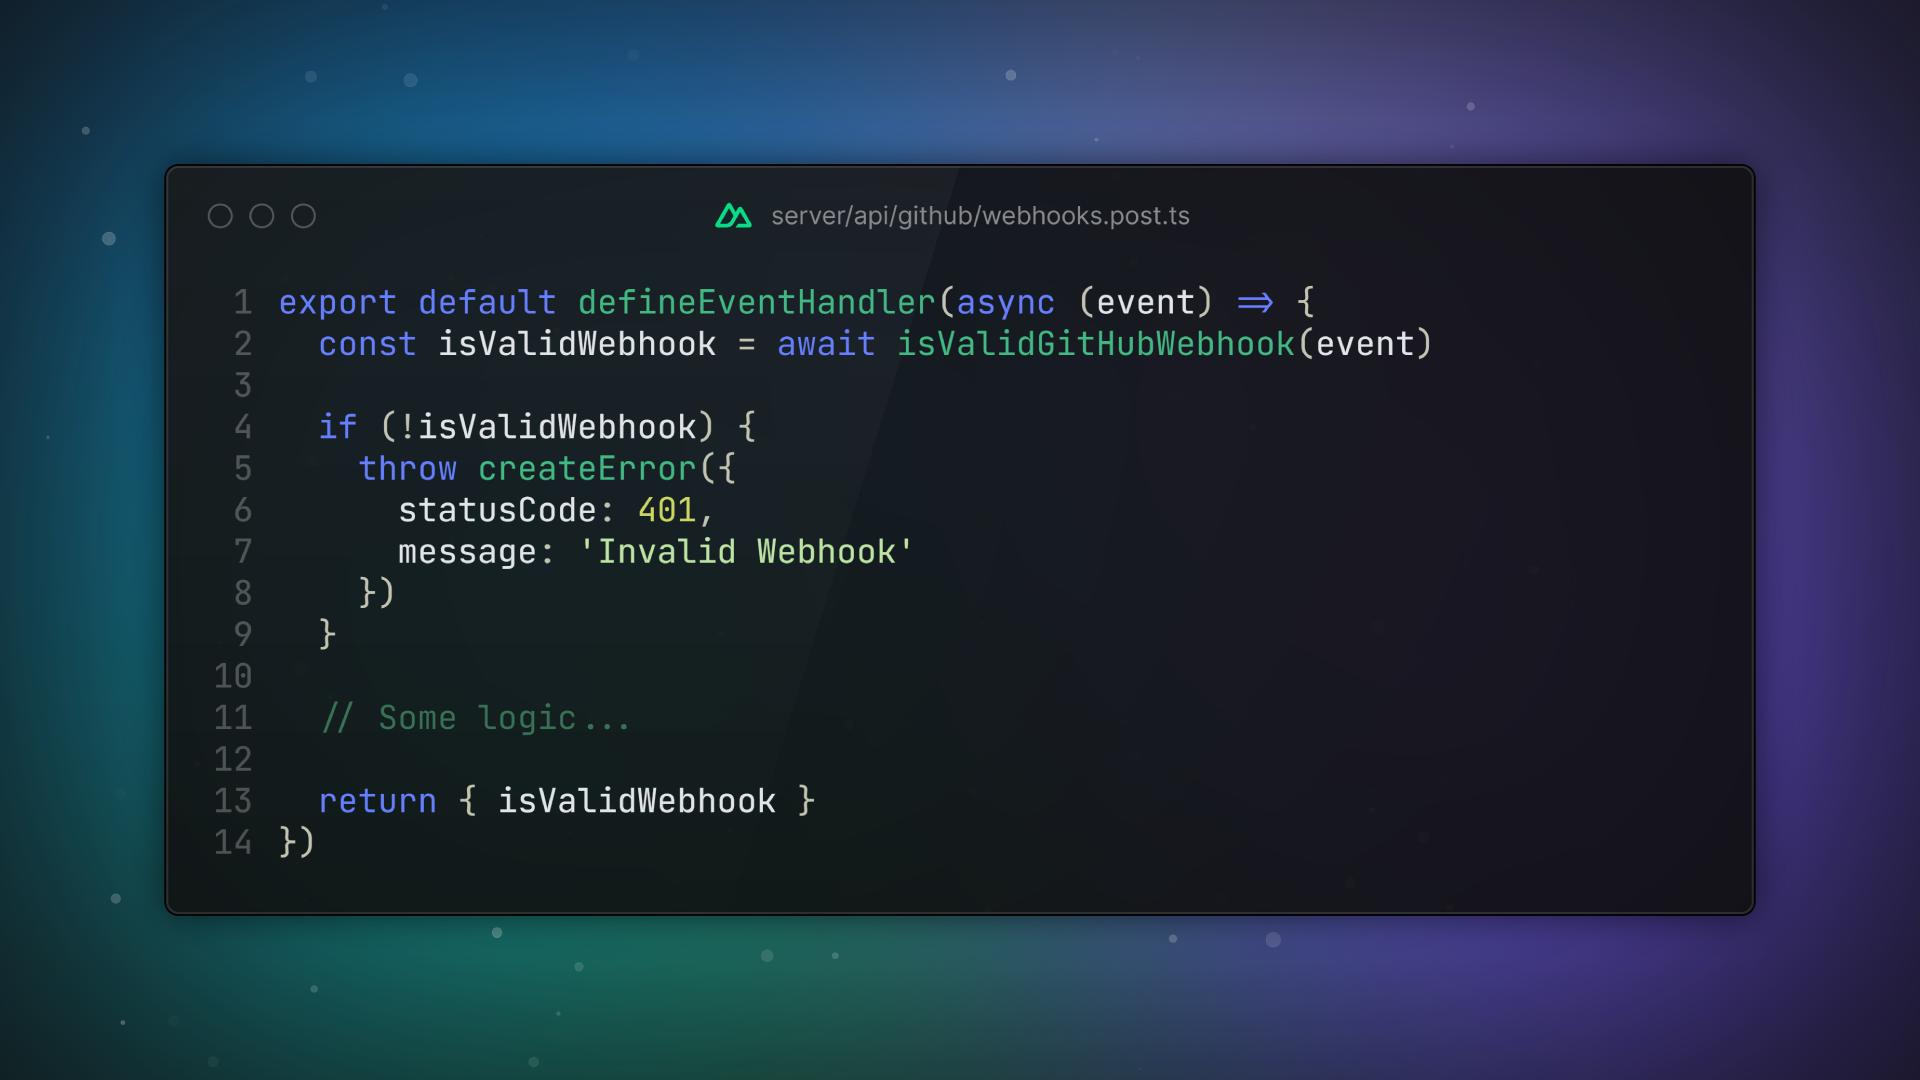 server/api/github/webhooks.post.ts
1 export default defineEventHandler(async (event) => {
2   const isValidWebhook = await isValidGitHubWebhook(event)
3
4   if (!isValidWebhook) {
5     throw createError({
6       statusCode: 401,
7       message: 'Invalid Webhook'
8     })
9   }
10
11   // Some logic...
12
13   return { isValidWebhook }
14 })